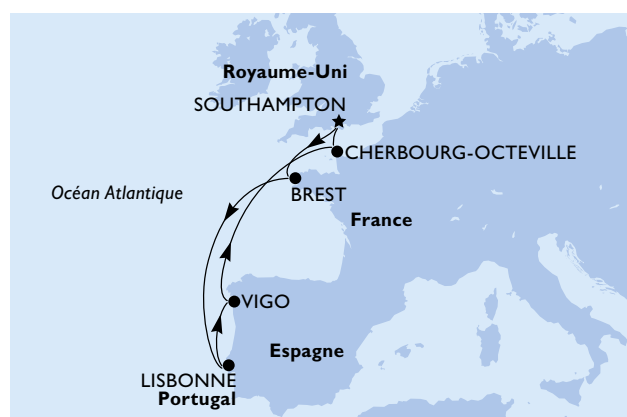 Royaume-Uni
SOUTHAMPTON
CHERBOURG-OCTEVILLE
Océan Atlantique
BREST
France
VIGO
Espagne
LISBONNE
Portugal